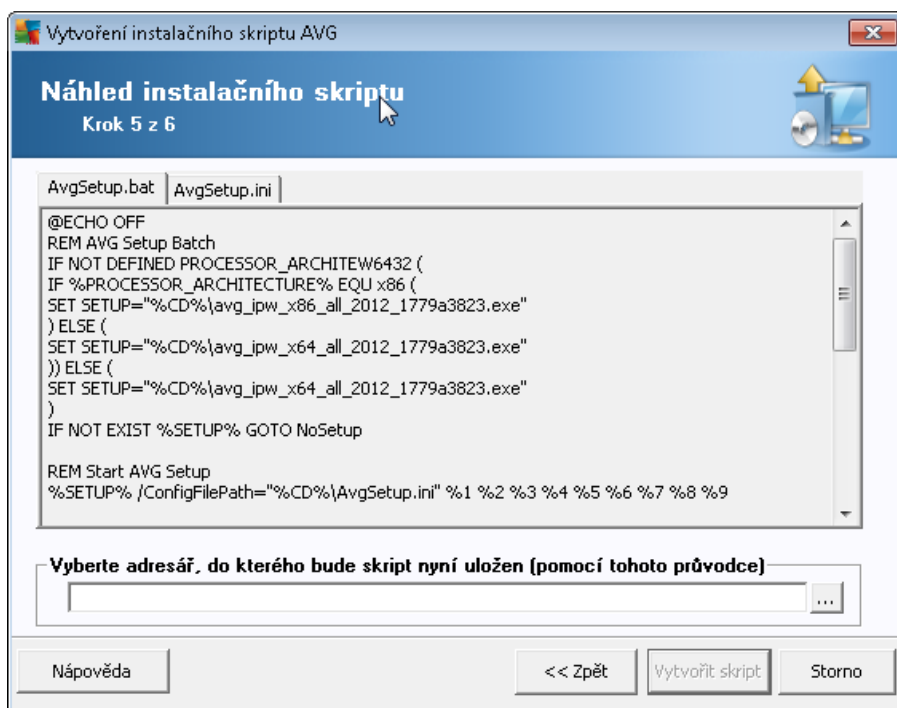 Vytvoření instalačního skriptu AVG
Náhled instalačního skriptu
Krok 5 z 6
AvgSetup.bat
AvgSetup.ini
@ECHO OFF
REM AVG Setup Batch
IF NOT DEFINED PROCESSOR_ARCHITEW6432 (
IF %PROCESSOR_ARCHITECTURE% EQU x86 (
SET SETUP="%CD%\avg_ipw_x86_all_2012_1779a3823.exe"
) ELSE (
SET SETUP="%CD%\avg_ipw_x64_all_2012_1779a3823.exe"
)) ELSE (
SET SETUP="%CD%\avg_ipw_x64_all_2012_1779a3823.exe"
)
IF NOT EXIST %SETUP% GOTO NoSetup
REM Start AVG Setup
%SETUP% /ConfigFilePath="%CD%\AvgSetup.ini" %1 %2 %3 %4 %5 %6 %7 %8 %9
Vyberte adresář, do kterého bude skript nyní uložen (pomocí tohoto průvodce)
...
Nápověda
<< Zpět
Vytvořit skript
Storno